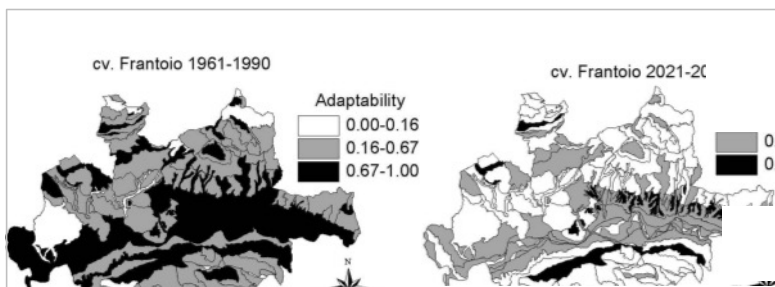 cv. Frantoio 1961-1990
Adaptability
0.00-0.16
0.16-0.67
0.67-1.00
N
cv. Frantoio 2021-20
0
0